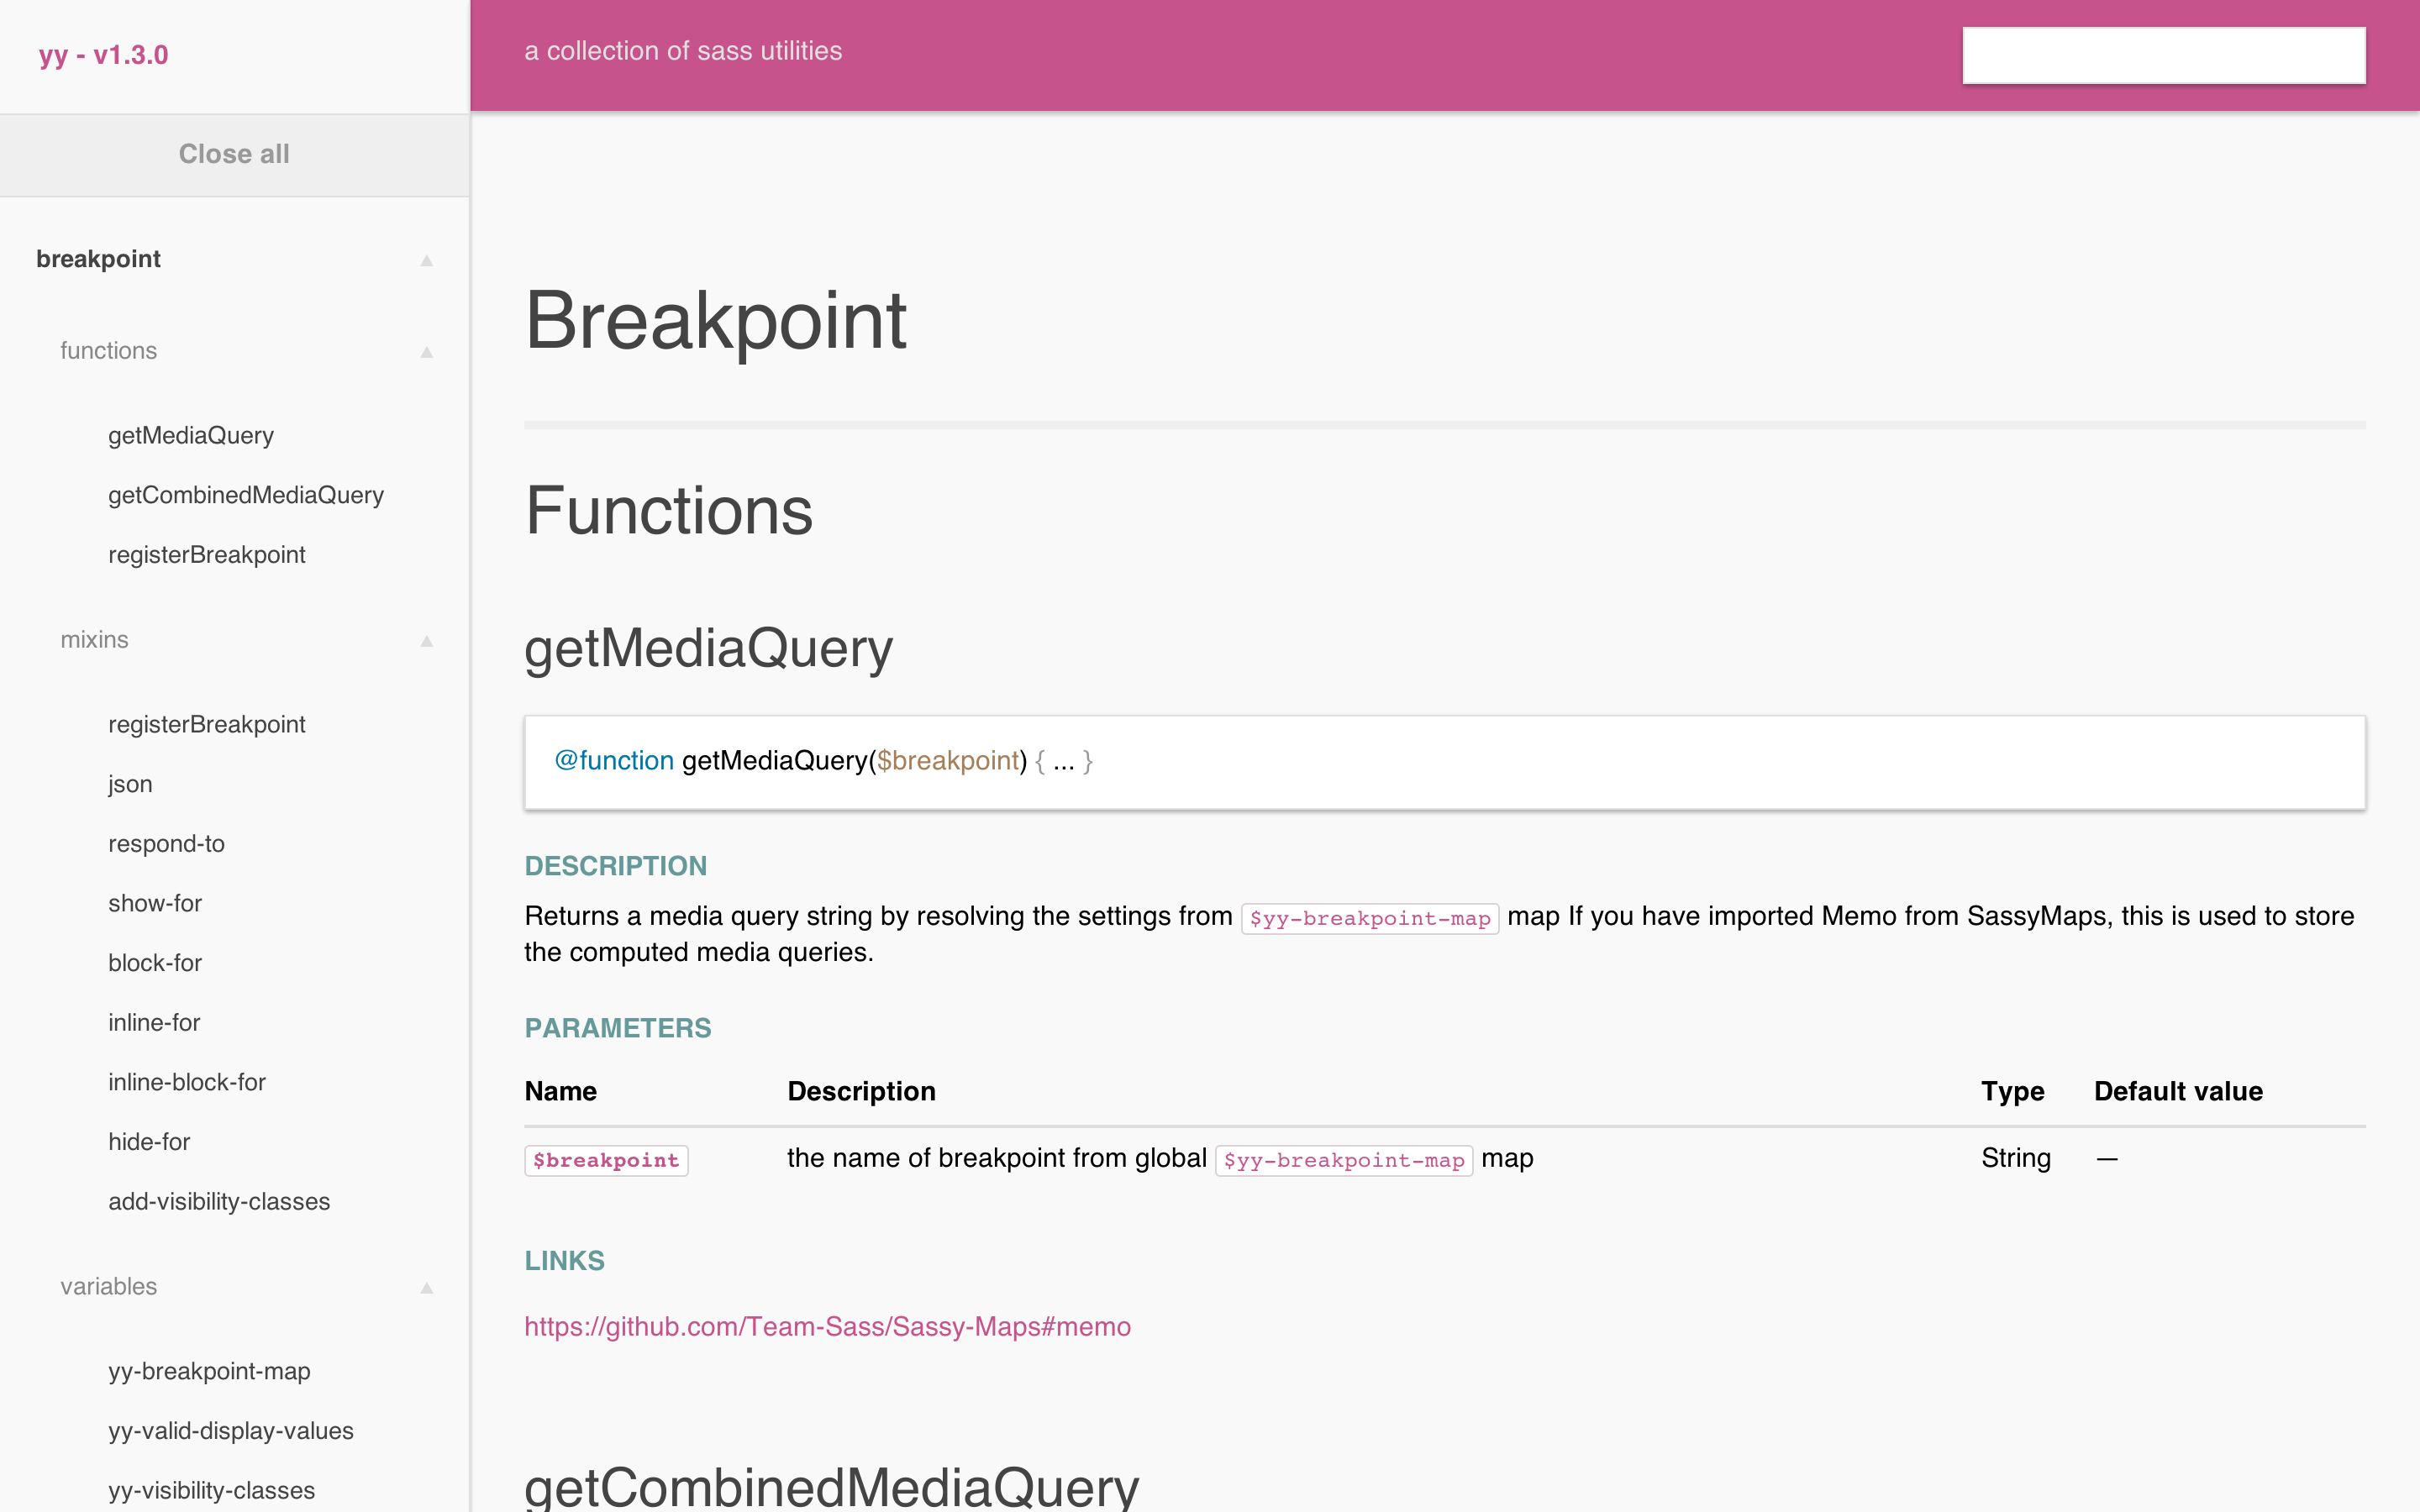 yy - v1.3.0
a collection of sass utilities
Close all
breakpoint
functions
getMediaQuery
getCombinedMediaQuery
registerBreakpoint
mixins
registerBreakpoint
json
respond-to
show-for
block-for
inline-for
inline-block-for
hide-for
add-visibility-classes
variables
yy-breakpoint-map
yy-valid-display-values
yy-visibility-classes
Breakpoint
Functions
getMediaQuery
@function getMediaQuery($breakpoint) { ... }
DESCRIPTION
Returns a media query string by resolving the settings from $yy-breakpoint-map map If you have imported Memo from SassyMaps, this is used to store
the computed media queries.
PARAMETERS
Name Description Type Default value
$breakpoint the name of breakpoint from global $yy-breakpoint-map map String —
LINKS
https://github.com/Team-Sass/Sassy-Maps#memo
getCombinedMediaQuery